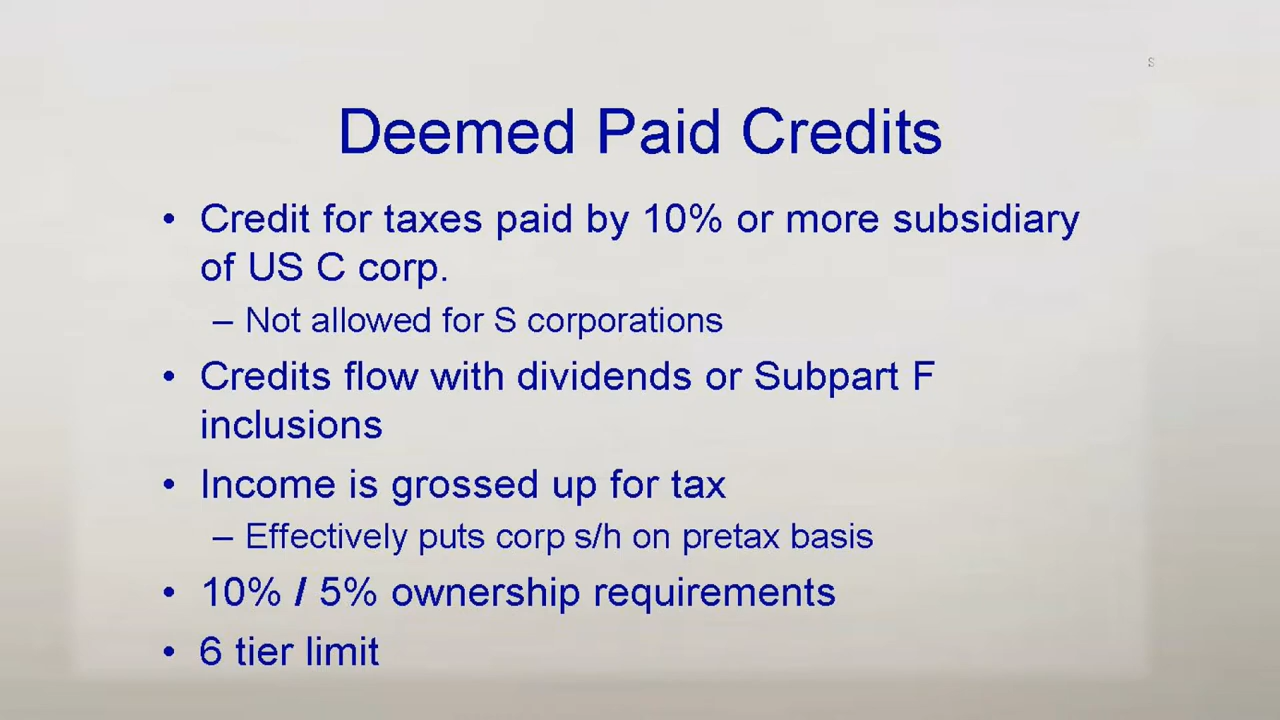 S
Deemed Paid Credits
• Credit for taxes paid by 10% or more subsidiary
of US C corp.
– Not allowed for S corporations
• Credits flow with dividends or Subpart F
inclusions
• Income is grossed up for tax
– Effectively puts corp s/h on pretax basis
• 10% / 5% ownership requirements
• 6 tier limit